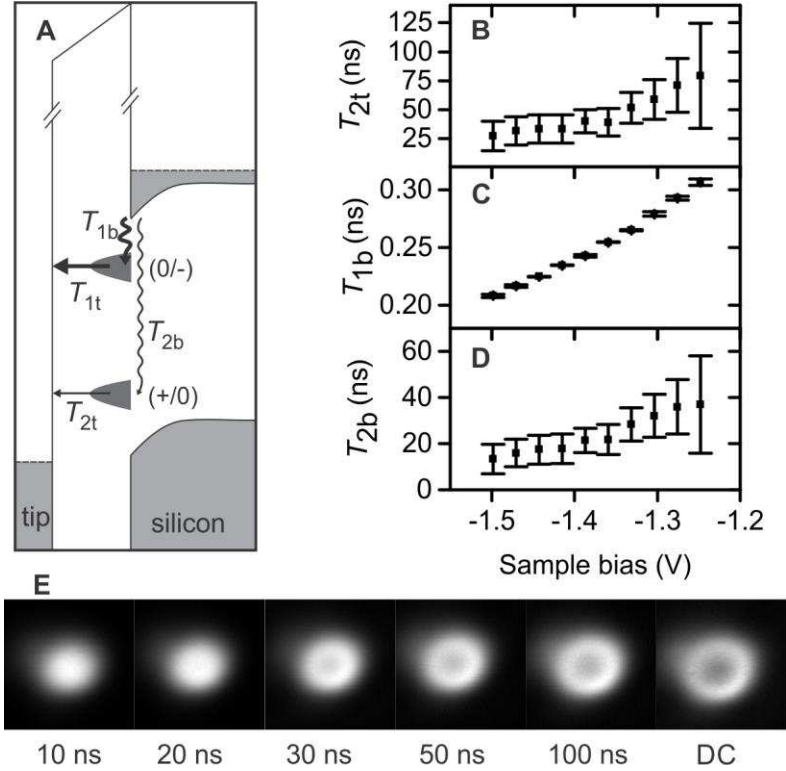 A
T1b
(0/-)
T1t
T2b
(+/0)
T2t
tip
silicon
B
T2t (ns)
125
100
75
50
25
C
T1b (ns)
0.30
0.25
0.20
D
T2b (ns)
60
40
20
0
-1.5 -1.4 -1.3 -1.2
Sample bias (V)
E
10 ns 20 ns 30 ns 50 ns 100 ns DC